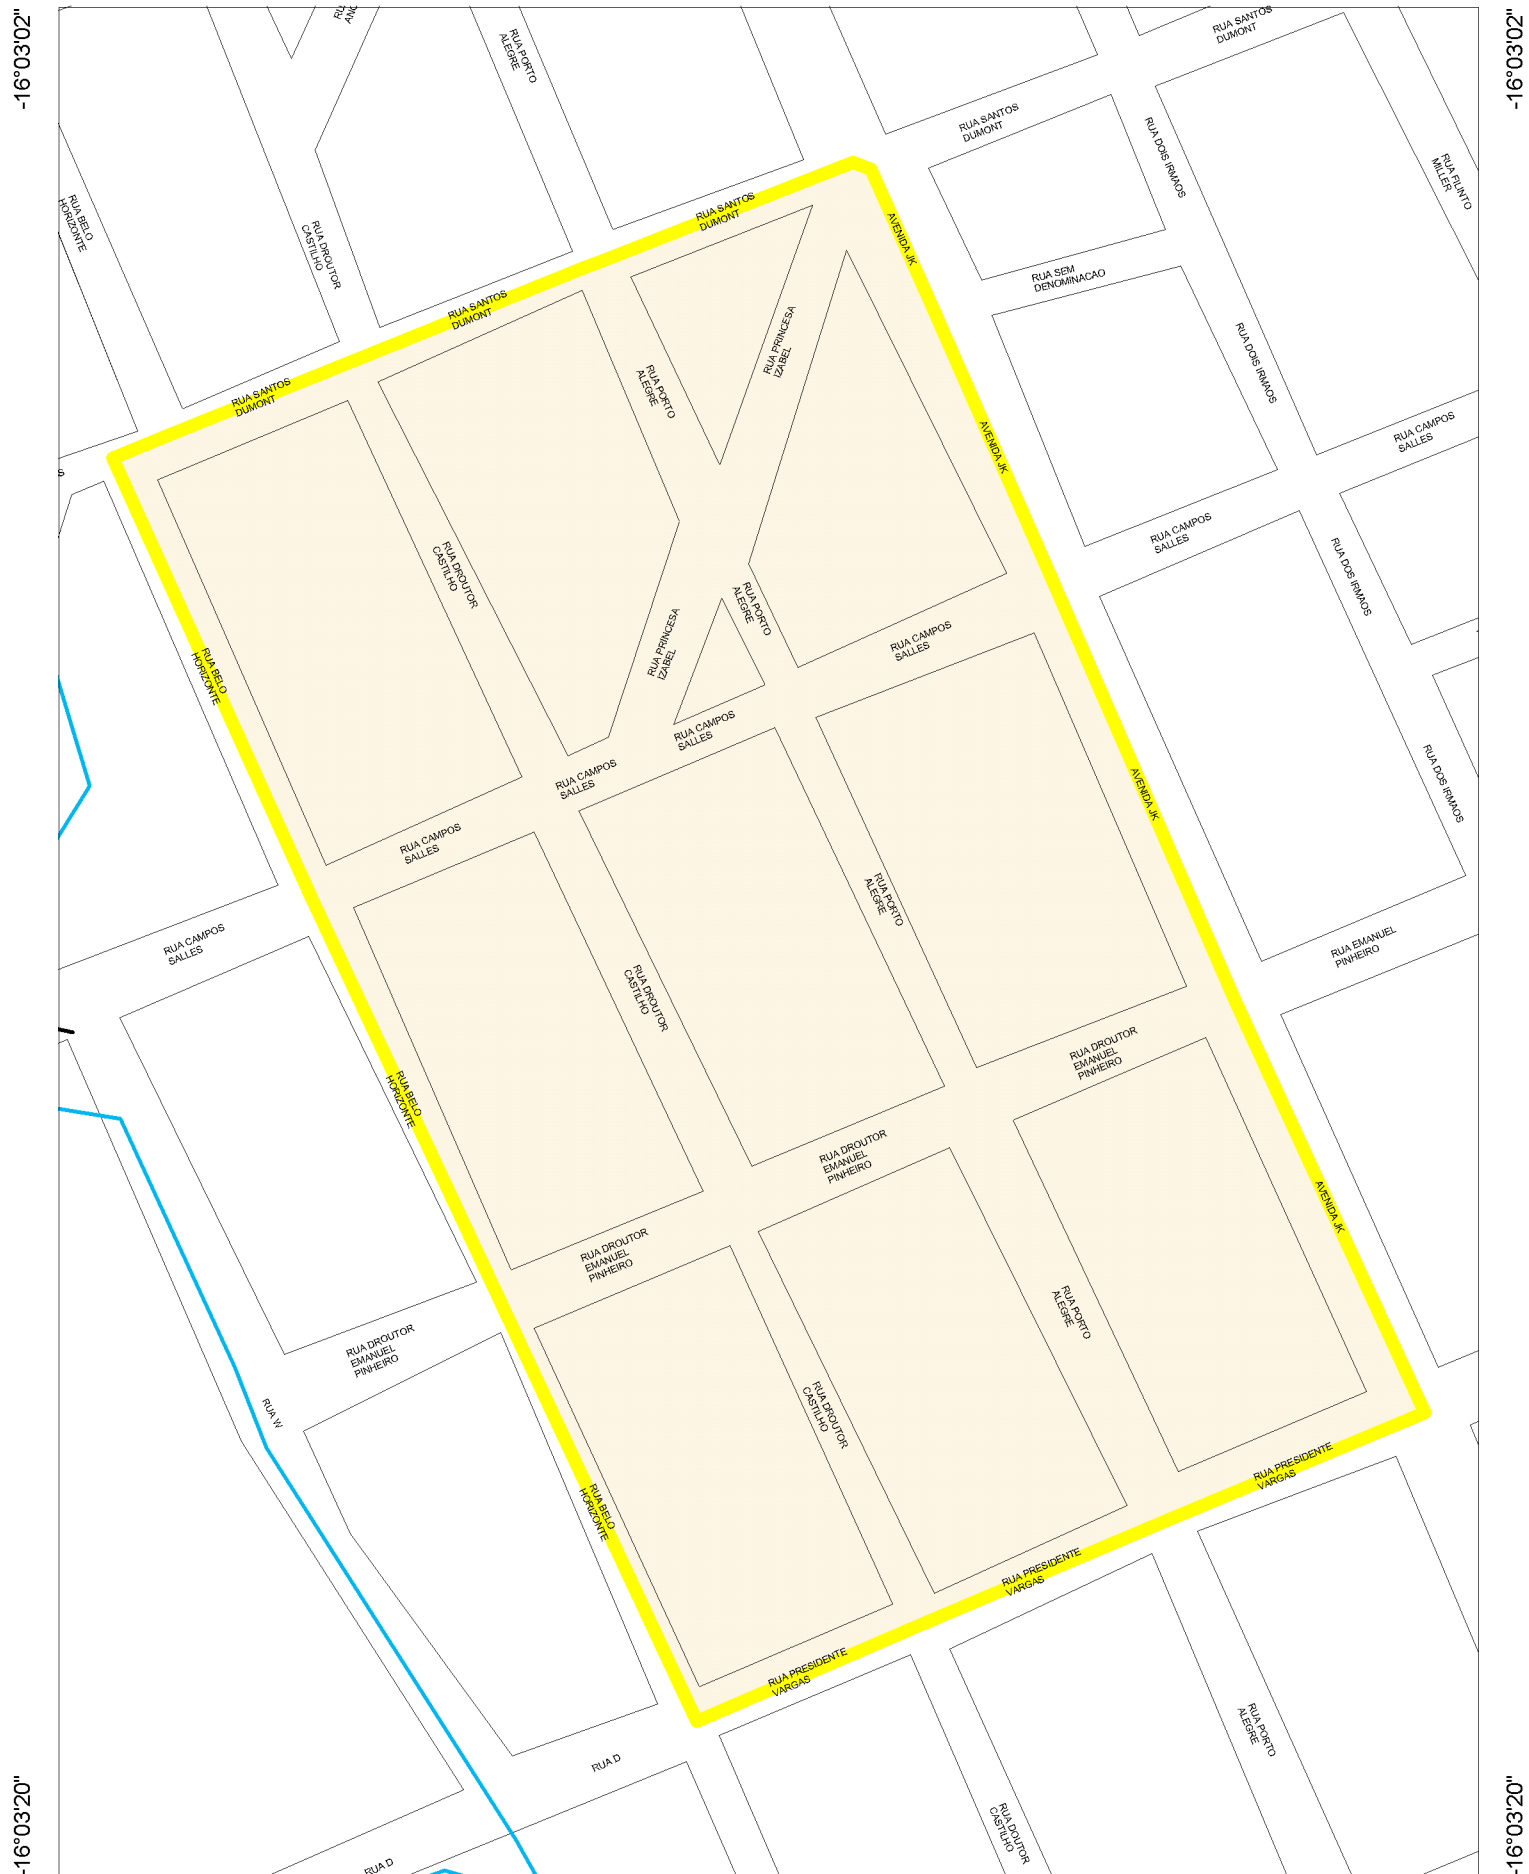 -16°03'02"
-16°03'02"
RUA SANTOS
DUMONT
RUA PORTO
ALEGRE
RUA SANTOS
DUMONT
RUA DOIS IRMAOS
RUA FILINTO
MILLER
RUA BELO
HORIZONTE
RUA DROUTOR
CASTILHO
RUA SANTOS
DUMONT
AVENIDA JK
RUA SEM
DENOMINACAO
RUA SANTOS
DUMONT
RUA PRINCESA
IZABEL
RUA DOIS IRMAOS
RUA PORTO
ALEGRE
RUA SANTOS
DUMONT
AVENIDA JK
RUA CAMPOS
SALLES
S
RUA CAMPOS
SALLES
RUA DROUTOR
CASTILHO
RUA DOS IRMAOS
RUA PORTO
ALEGRE
RUA PRINCESA
IZABEL
RUA CAMPOS
SALLES
RUA BELO
HORIZONTE
RUA CAMPOS
SALLES
RUA CAMPOS
SALLES
AVENIDA JK
RUA DOS IRMAOS
RUA CAMPOS
SALLES
RUA PORTO
ALEGRE
RUA CAMPOS
SALLES
RUA EMANUEL
PINHEIRO
RUA DROUTOR
CASTILHO
RUA DROUTOR
EMANUEL
PINHEIRO
RUA BELO
HORIZONTE
RUA DROUTOR
EMANUEL
PINHEIRO
AVENIDA JK
RUA DROUTOR
EMANUEL
PINHEIRO
RUA PORTO
ALEGRE
RUA DROUTOR
EMANUEL
PINHEIRO
RUA W
RUA DROUTOR
CASTILHO
RUA PRESIDENTE
VARGAS
RUA BELO
HORIZONTE
RUA PRESIDENTE
VARGAS
RUA PRESIDENTE
VARGAS
RUA PORTO
ALEGRE
RUA D
RUA DOUTOR
CASTILHO
RUA D
-16°03'20"
-16°03'20"